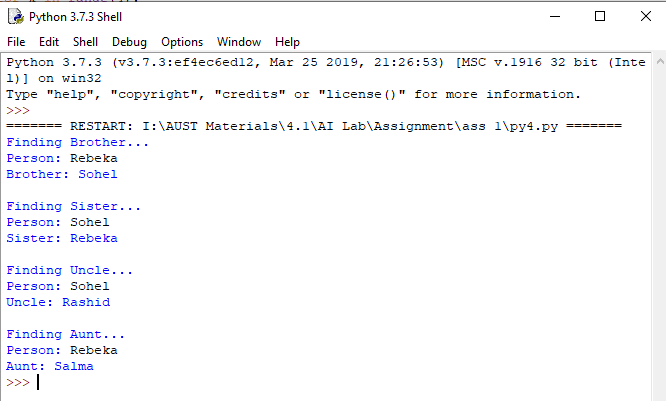 Python 3.7.3 Shell
File Edit Shell Debug Options Window Help
Python 3.7.3 (v3.7.3:ef4ec6ed12, Mar 25 2019, 21:26:53) [MSC v.1916 32 bit (Inte
l)] on win32
Type "help", "copyright", "credits" or "license()" for more information.
>>>
======= RESTART: I:\AUST Materials\4.1\AI Lab\Assignment\ass 1\py4.py =======
Finding Brother...
Person: Rebeka
Brother: Sohel
Finding Sister...
Person: Sohel
Sister: Rebeka
Finding Uncle...
Person: Sohel
Uncle: Rashid
Finding Aunt...
Person: Rebeka
Aunt: Salma
>>>